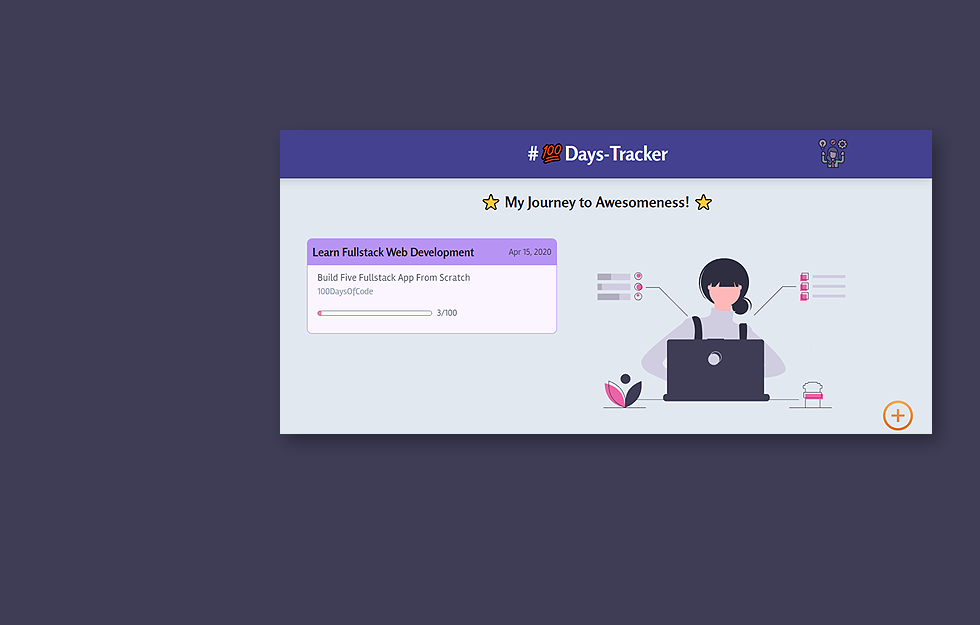 # 💯 Days-Tracker
⭐ My Journey to Awesomeness! ⭐
Learn Fullstack Web Development Apr 15, 2020
Build Five Fullstack App From Scratch
100DaysOfCode
3/100